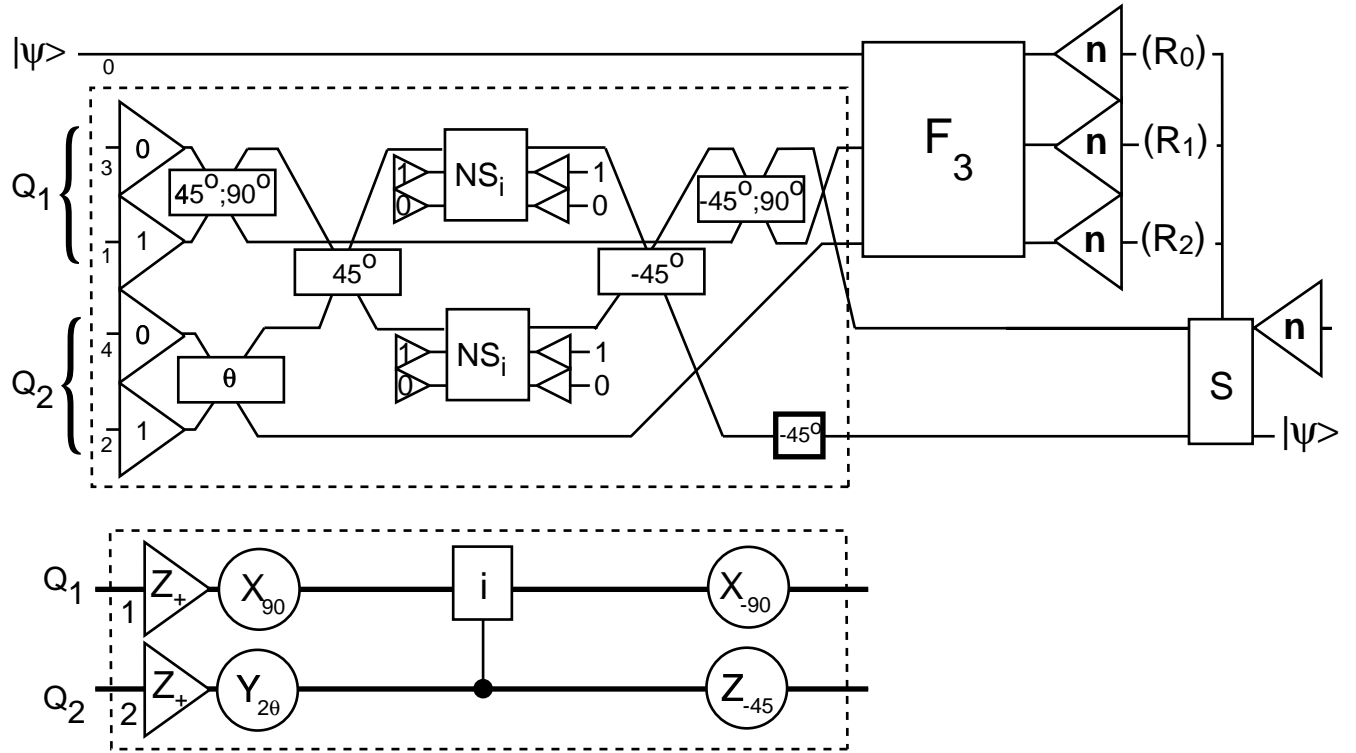 |ψ> 0 n (R0)
3 0 1 NSi 1 F3 n (R1)
Q1 45°;90° 0 0 -45°;90°
1 1 n (R2)
45° -45°
4 0 1 NSi 1 n
Q2 θ 0 0 S
2 1 -45° |ψ>
Q1 1 Z+ X90 i X-90
Q2 2 Z+ Y2θ Z-45